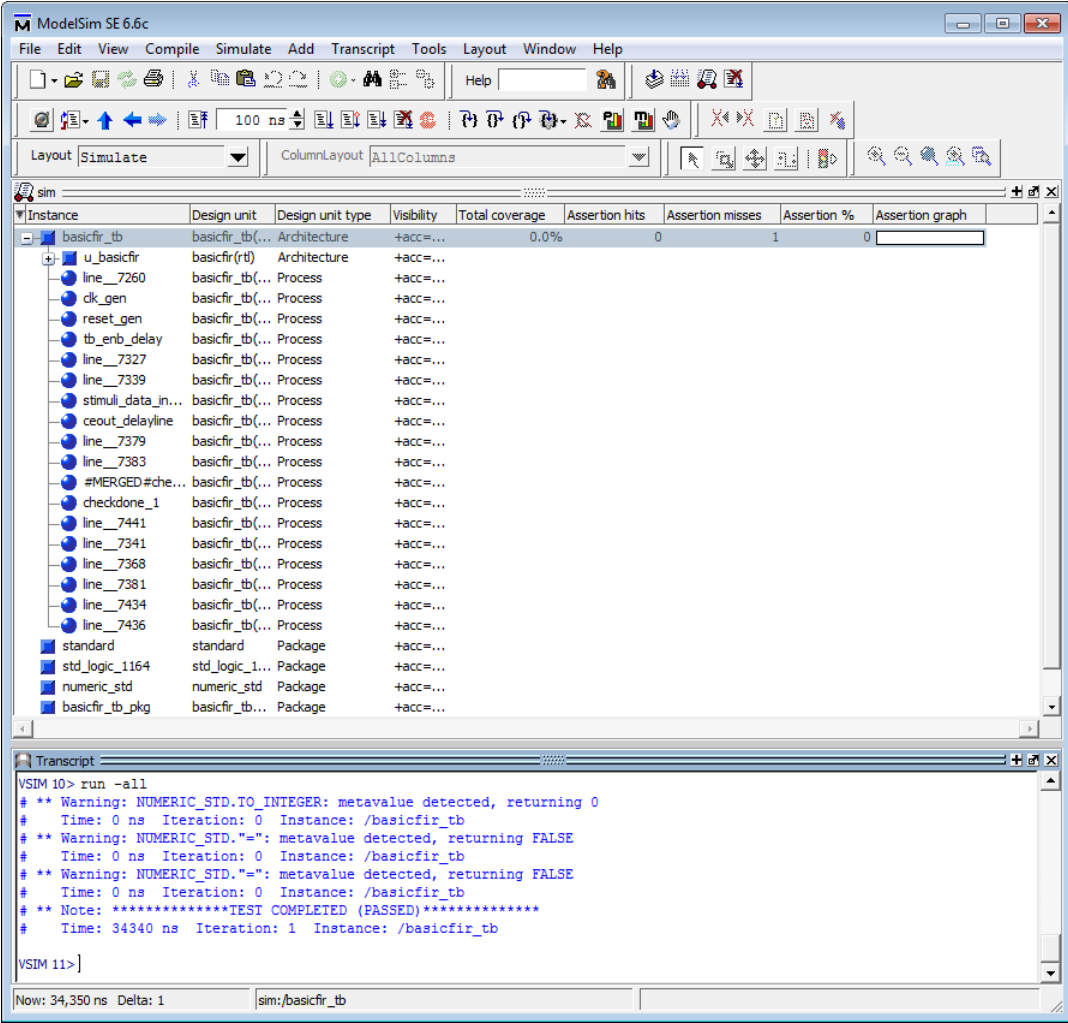 ModelSim SE 6.6c
File Edit View Compile Simulate Add Transcript Tools Layout Window Help
Help
100 ns
Layout Simulate ColumnLayout AllColumns
sim
Instance Design unit Design unit type Visibility Total coverage Assertion hits Assertion misses Assertion % Assertion graph
basicfir_tb basicfir_tb(... Architecture +acc=... 0.0% 0 1 0
u_basicfir basicfir(rtl) Architecture +acc=...
line__7260 basicfir_tb(... Process +acc=...
clk_gen basicfir_tb(... Process +acc=...
reset_gen basicfir_tb(... Process +acc=...
tb_enb_delay basicfir_tb(... Process +acc=...
line__7327 basicfir_tb(... Process +acc=...
line__7339 basicfir_tb(... Process +acc=...
stimuli_data_in... basicfir_tb(... Process +acc=...
ceout_delayline basicfir_tb(... Process +acc=...
line__7379 basicfir_tb(... Process +acc=...
line__7383 basicfir_tb(... Process +acc=...
#MERGED#che... basicfir_tb(... Process +acc=...
checkdone_1 basicfir_tb(... Process +acc=...
line__7441 basicfir_tb(... Process +acc=...
line__7341 basicfir_tb(... Process +acc=...
line__7368 basicfir_tb(... Process +acc=...
line__7381 basicfir_tb(... Process +acc=...
line__7434 basicfir_tb(... Process +acc=...
line__7436 basicfir_tb(... Process +acc=...
standard standard Package +acc=...
std_logic_1164 std_logic_1... Package +acc=...
numeric_std numeric_std Package +acc=...
basicfir_tb_pkg basicfir_tb... Package +acc=...
Transcript
VSIM 10> run -all
# ** Warning: NUMERIC_STD.TO_INTEGER: metavalue detected, returning 0
#    Time: 0 ns  Iteration: 0  Instance: /basicfir_tb
# ** Warning: NUMERIC_STD."=": metavalue detected, returning FALSE
#    Time: 0 ns  Iteration: 0  Instance: /basicfir_tb
# ** Warning: NUMERIC_STD."=": metavalue detected, returning FALSE
#    Time: 0 ns  Iteration: 0  Instance: /basicfir_tb
# ** Note: **************TEST COMPLETED (PASSED)**************
#    Time: 34340 ns  Iteration: 1  Instance: /basicfir_tb
VSIM 11>
Now: 34,350 ns Delta: 1 sim:/basicfir_tb